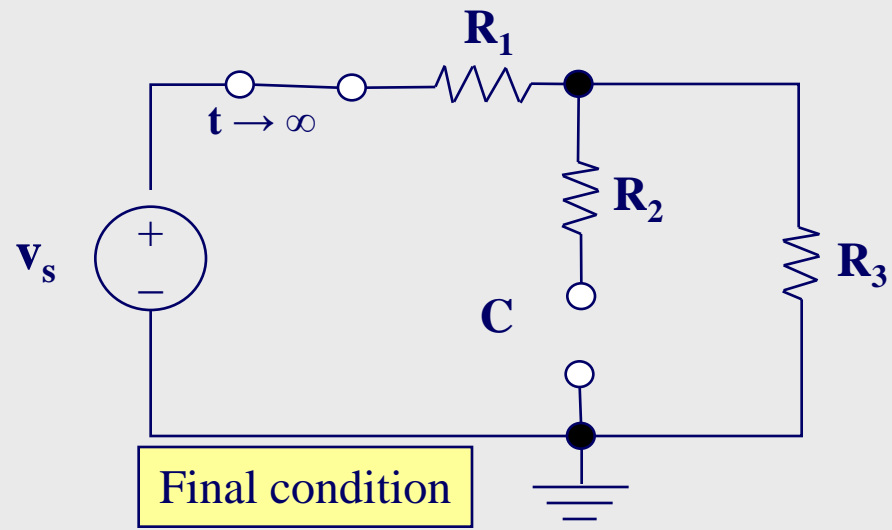 R₁
t → ∞
R₂
+
vₛ
R₃
−
C
Final condition